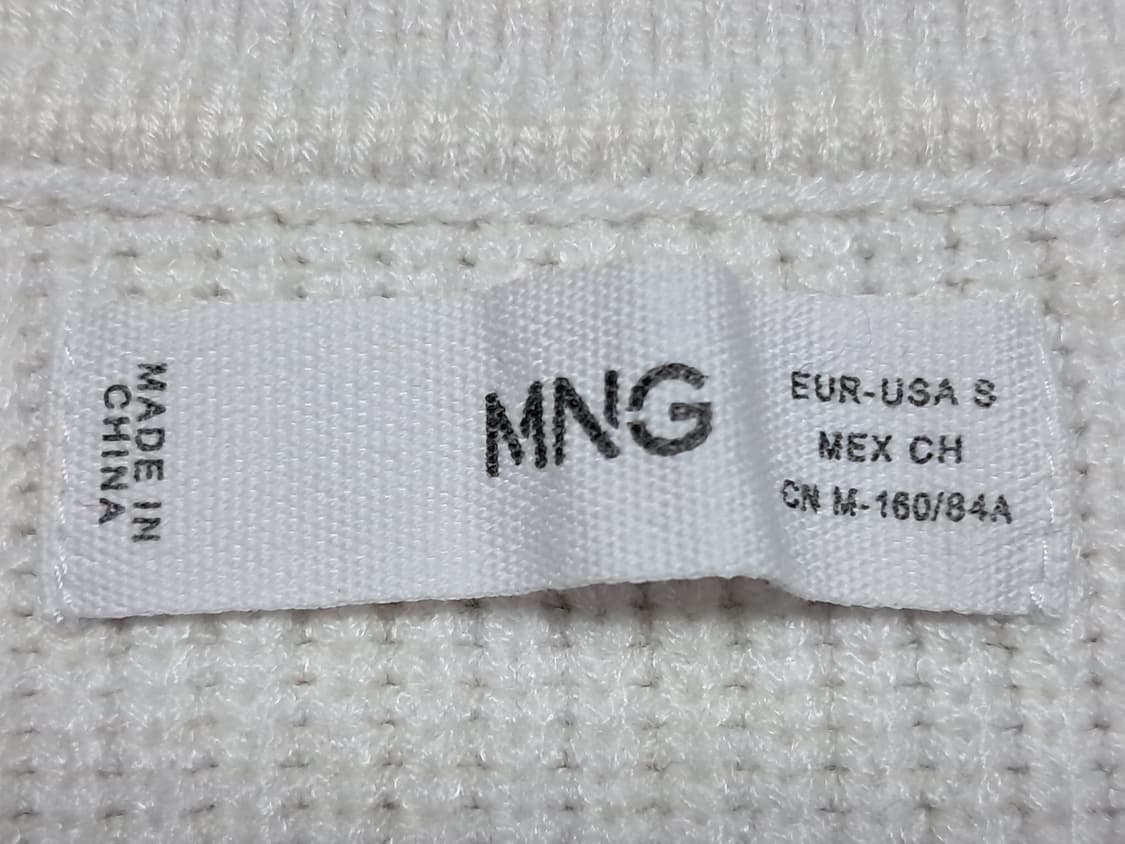 MADE IN
CHINA
MNG
EUR-USA S
MEX CH
CN M-160/84A